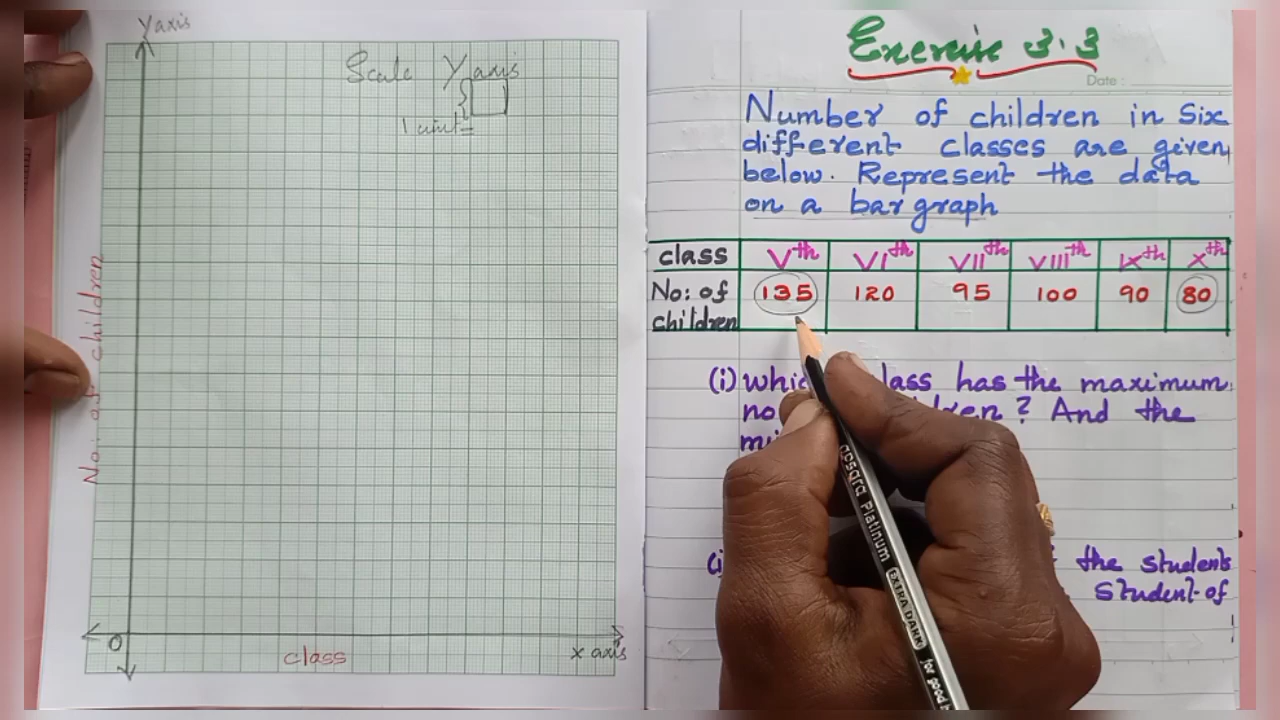 Y axis
Scale Y axis
1 unit =
No: of children
O
class
x axis
Exercise 3.3
Date :
Number of children in six
different classes are given
below. Represent the data
on a bar graph
class Vth VIth VIIth VIIIth IXth Xth
No: of 135 120 95 100 90 80
children
(i) which class has the maximum
no children ? And the
the students
student of
apsara Platinum EXTRA DARK for good